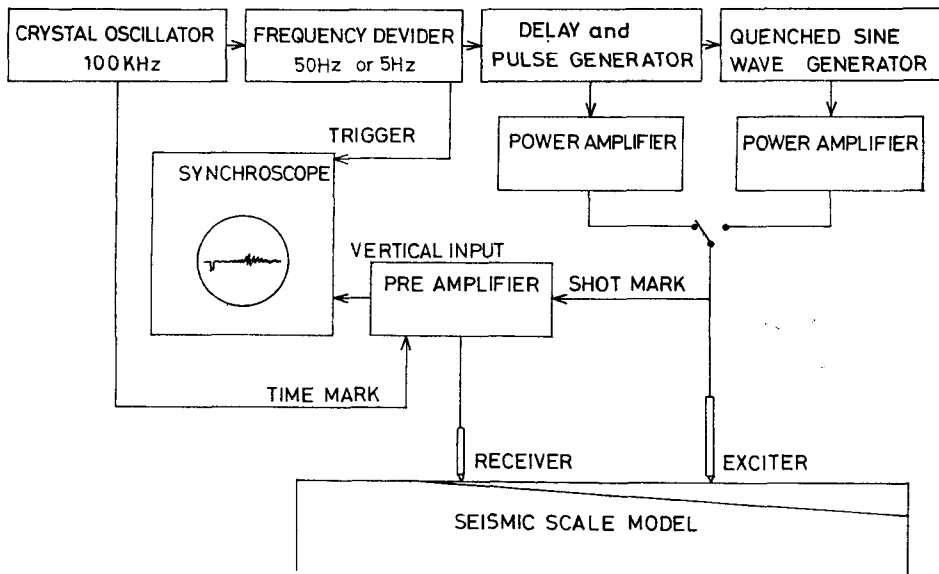 CRYSTAL OSCILLATOR
100KHz
FREQUENCY DEVIDER
50Hz or 5Hz
DELAY and
PULSE GENERATOR
QUENCHED SINE
WAVE GENERATOR
POWER AMPLIFIER
POWER AMPLIFIER
TRIGGER
SYNCHROSCOPE
VERTICAL INPUT
PRE AMPLIFIER
SHOT MARK
TIME MARK
RECEIVER
EXCITER
SEISMIC SCALE MODEL